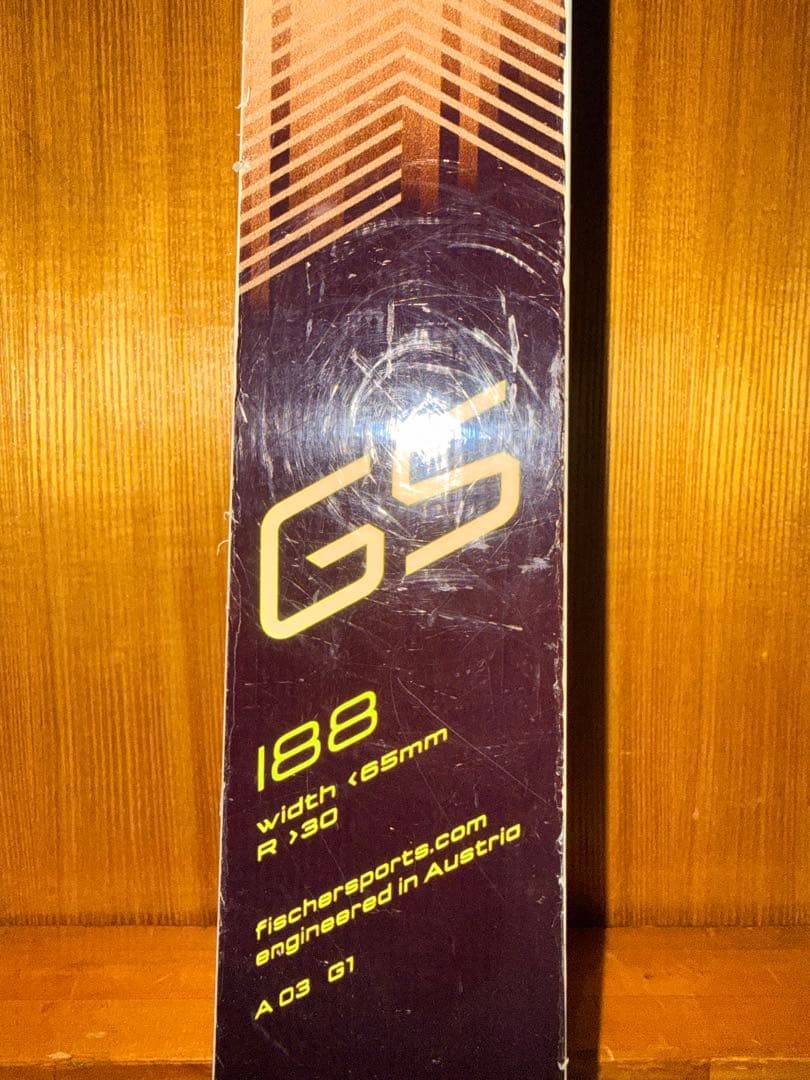 GS
188
width <65mm
R >30
fischersports.com
engineered in Austria
A 03 G1